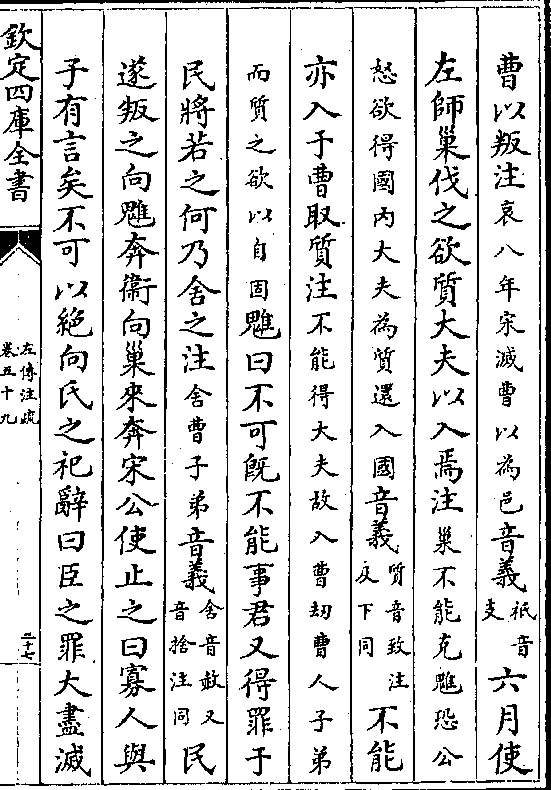 曹以叛注哀八年宋滅曹以為邑音義祇音支六月使
左師巢伐之欲質大夫以入焉注巢不能克魋恐公
怒欲得國內大夫為質還入國音義質音致注及下同不能
亦入于曹取質注不能得大夫故入曹刧曹人子弟
而質之欲以自固魋曰不可既不能事君又得罪于
民將若之何乃舍之注舍曹子弟音義舍音赦又音捨注同民
遂叛之向魋奔衞向巢來奔宋公使止之曰寡人與
子有言矣不可以絕向氏之祀辭曰臣之罪大盡滅
欽定四庫全書
左傳注疏
卷五十九
二十七